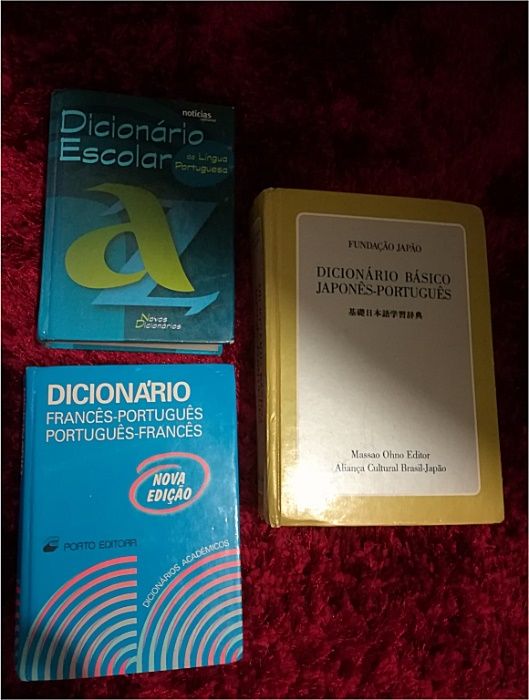 notícias
Dicionário
Escolar
da Língua
Portuguesa
aZ
Novos
Dicionários
DICIONÁRIO
FRANCÊS-PORTUGUÊS
PORTUGUÊS-FRANCÊS
NOVA
EDIÇÃO
PORTO EDITORA
DICIONÁRIOS ACADÉMICOS
FUNDAÇÃO JAPÃO
DICIONÁRIO BÁSICO
JAPONÊS-PORTUGUÊS
基礎日本語学習辞典
Massao Ohno Editor
Aliança Cultural Brasil-Japão